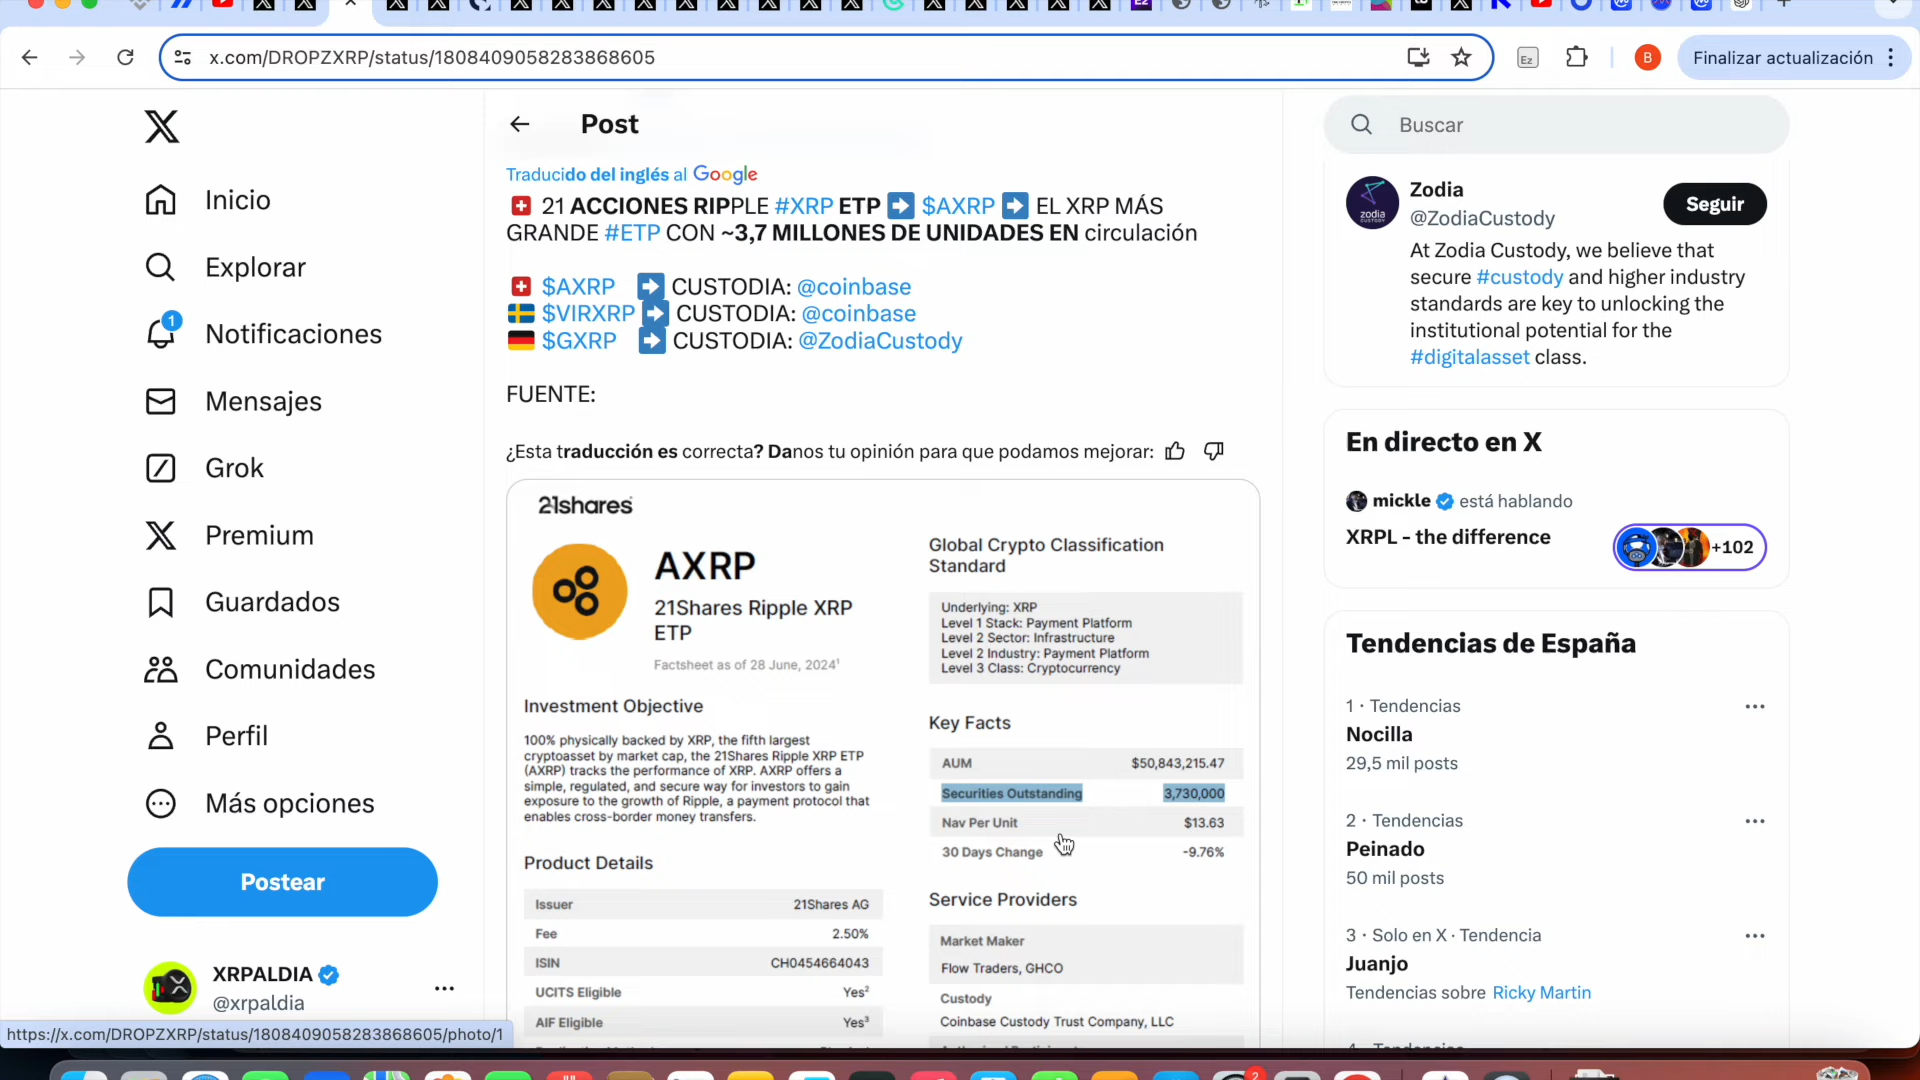 x.com/DROPZXRP/status/1808409058283868605
Ez
B
Finalizar actualización
Inicio
Explorar
1
Notificaciones
Mensajes
Grok
Premium
Guardados
Comunidades
Perfil
Más opciones
Postear
XRPALDIA
@xrpaldia
https://x.com/DROPZXRP/status/1808409058283868605/photo/1
Post
Traducido del inglés al Google
21 ACCIONES RIPPLE #XRP ETP $AXRP EL XRP MÁS
GRANDE #ETP CON ~3,7 MILLONES DE UNIDADES EN circulación
$AXRP CUSTODIA: @coinbase
$VIRXRP CUSTODIA: @coinbase
$GXRP CUSTODIA: @ZodiaCustody
FUENTE:
¿Esta traducción es correcta? Danos tu opinión para que podamos mejorar:
21shares
AXRP
21Shares Ripple XRP
ETP
Factsheet as of 28 June, 2024¹
Investment Objective
100% physically backed by XRP, the fifth largest
cryptoasset by market cap, the 21Shares Ripple XRP ETP
(AXRP) tracks the performance of XRP. AXRP offers a
simple, regulated, and secure way for investors to gain
exposure to the growth of Ripple, a payment protocol that
enables cross-border money transfers.
Product Details
Issuer 21Shares AG
Fee 2.50%
ISIN CH0454664043
UCITS Eligible Yes²
AIF Eligible Yes³
Global Crypto Classification
Standard
Underlying: XRP
Level 1 Stack: Payment Platform
Level 2 Sector: Infrastructure
Level 2 Industry: Payment Platform
Level 3 Class: Cryptocurrency
Key Facts
AUM $50,843,215.47
Securities Outstanding 3,730,000
Nav Per Unit $13.63
30 Days Change -9.76%
Service Providers
Market Maker
Flow Traders, GHCO
Custody
Coinbase Custody Trust Company, LLC
Buscar
zodia
CUSTODY
Zodia
@ZodiaCustody
Seguir
At Zodia Custody, we believe that
secure #custody and higher industry
standards are key to unlocking the
institutional potential for the
#digitalasset class.
En directo en X
mickle está hablando
XRPL - the difference
+102
Tendencias de España
1 · Tendencias
Nocilla
29,5 mil posts
2 · Tendencias
Peinado
50 mil posts
3 · Solo en X · Tendencia
Juanjo
Tendencias sobre Ricky Martin
2